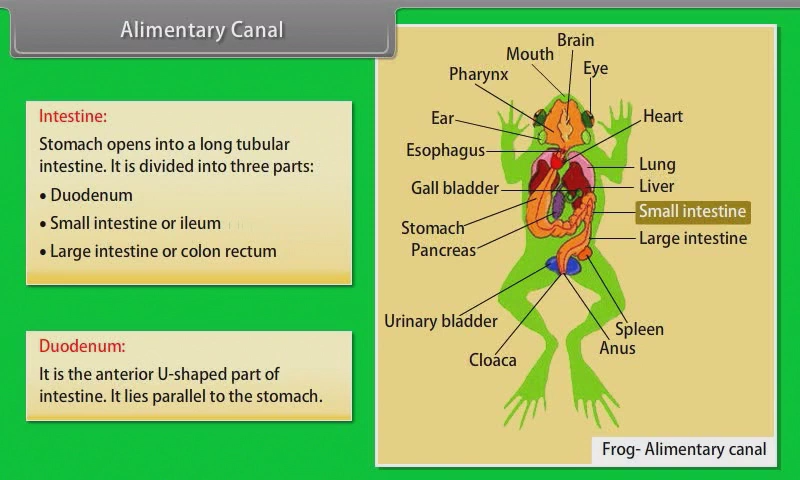 Alimentary Canal
Intestine:
Stomach opens into a long tubular
intestine. It is divided into three parts:
• Duodenum
• Small intestine or ileum
• Large intestine or colon rectum
Duodenum:
It is the anterior U-shaped part of
intestine. It lies parallel to the stomach.
Brain
Mouth
Eye
Pharynx
Ear
Heart
Esophagus
Lung
Gall bladder
Liver
Small intestine
Stomach
Large intestine
Pancreas
Urinary bladder
Spleen
Anus
Cloaca
Frog- Alimentary canal